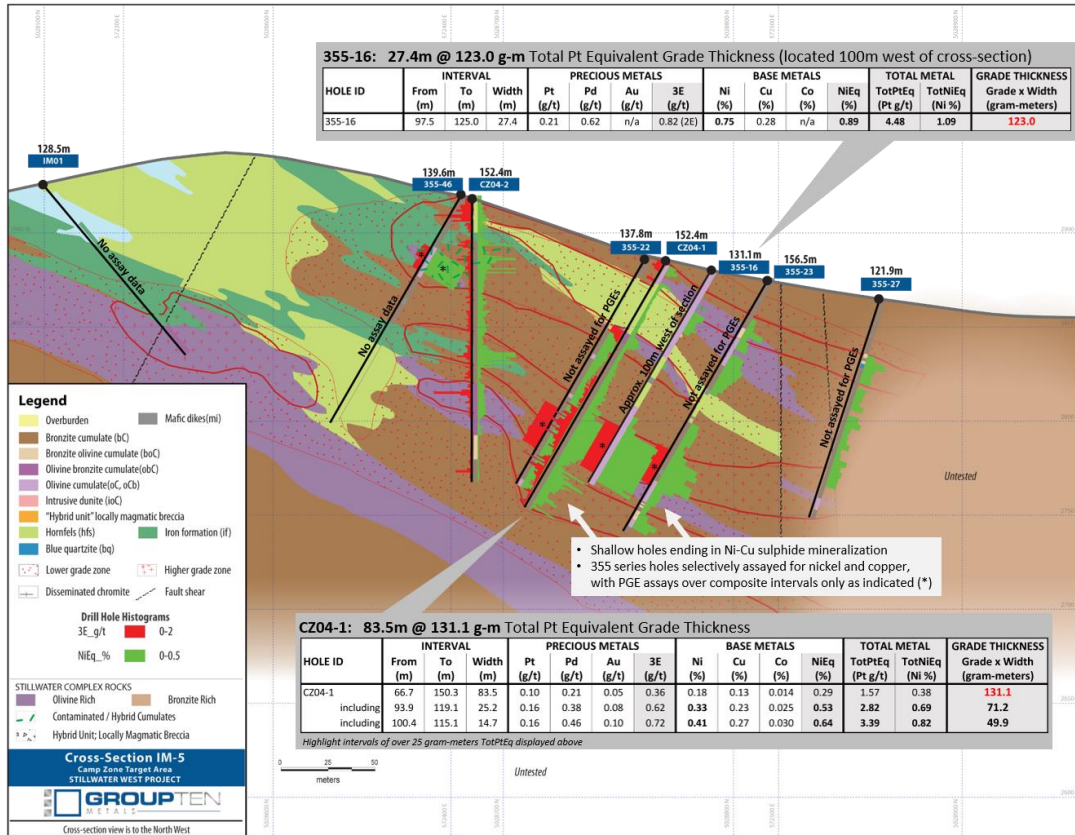 5028500 N
572300 E
5028600 N
572400 E
5028700 N
5028800 N
572500 E
5028900 N
355-16: 27.4m @ 123.0 g-m Total Pt Equivalent Grade Thickness (located 100m west of cross-section)
INTERVAL PRECIOUS METALS BASE METALS TOTAL METAL GRADE THICKNESS
HOLE ID From To Width Pt Pd Au 3E Ni Cu Co NiEq TotPtEq TotNiEq Grade x Width
(m) (m) (m) (g/t) (g/t) (g/t) (g/t) (%) (%) (%) (%) (Pt g/t) (Ni %) (gram-meters)
355-16 97.5 125.0 27.4 0.21 0.62 n/a 0.82 (2E) 0.75 0.28 n/a 0.89 4.48 1.09 123.0
128.5m
IM01
139.6m
355-46
152.4m
CZ04-2
137.8m
355-22
152.4m
CZ04-1
131.1m
355-16
156.5m
355-23
121.9m
355-27
No assay data
No assay data
*
*
Not assayed for PGEs
*
Approx. 100m west of section
*
Not assayed for PGEs
*
Not assayed for PGEs
Untested
• Shallow holes ending in Ni-Cu sulphide mineralization
• 355 series holes selectively assayed for nickel and copper,
with PGE assays over composite intervals only as indicated (*)
Legend
Overburden
Mafic dikes(mi)
Bronzite cumulate (bC)
Bronzite olivine cumulate (boC)
Olivine bronzite cumulate(obC)
Olivine cumulate(oC, oCb)
Intrusive dunite (ioC)
"Hybrid unit" locally magmatic breccia
Hornfels (hfs)
Iron formation (if)
Blue quartzite (bq)
Lower grade zone
Higher grade zone
Disseminated chromite
Fault shear
Drill Hole Histograms
3E_g/t 0-2
NiEq_% 0-0.5
STILLWATER COMPLEX ROCKS
Olivine Rich
Bronzite Rich
Contaminated / Hybrid Cumulates
Hybrid Unit; Locally Magmatic Breccia
Cross-Section IM-5
Camp Zone Target Area
STILLWATER WEST PROJECT
GROUPTEN
METALS
Cross-section view is to the North West
CZ04-1: 83.5m @ 131.1 g-m Total Pt Equivalent Grade Thickness
INTERVAL PRECIOUS METALS BASE METALS TOTAL METAL GRADE THICKNESS
HOLE ID From To Width Pt Pd Au 3E Ni Cu Co NiEq TotPtEq TotNiEq Grade x Width
(m) (m) (m) (g/t) (g/t) (g/t) (g/t) (%) (%) (%) (%) (Pt g/t) (Ni %) (gram-meters)
CZ04-1 66.7 150.3 83.5 0.10 0.21 0.05 0.36 0.18 0.13 0.014 0.29 1.57 0.38 131.1
including 93.9 119.1 25.2 0.16 0.38 0.08 0.62 0.33 0.23 0.025 0.53 2.82 0.69 71.2
including 100.4 115.1 14.7 0.16 0.46 0.10 0.72 0.41 0.27 0.030 0.64 3.39 0.82 49.9
Highlight intervals of over 25 gram-meters TotPtEq displayed above
0 25 50
meters
Untested